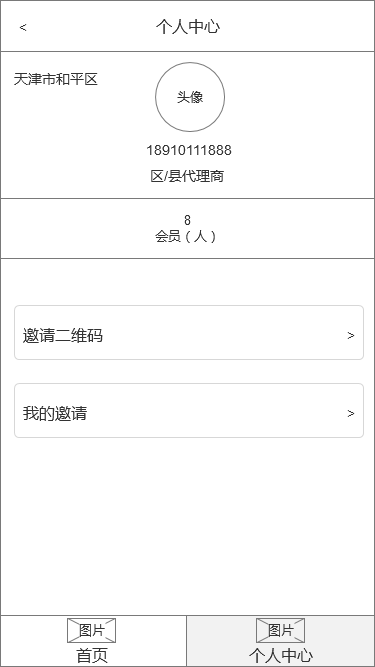 < 个人中心
天津市和平区
头像
18910111888
区/县代理商
8
会员（人）
邀请二维码 >
我的邀请 >
图片 图片
首页 个人中心